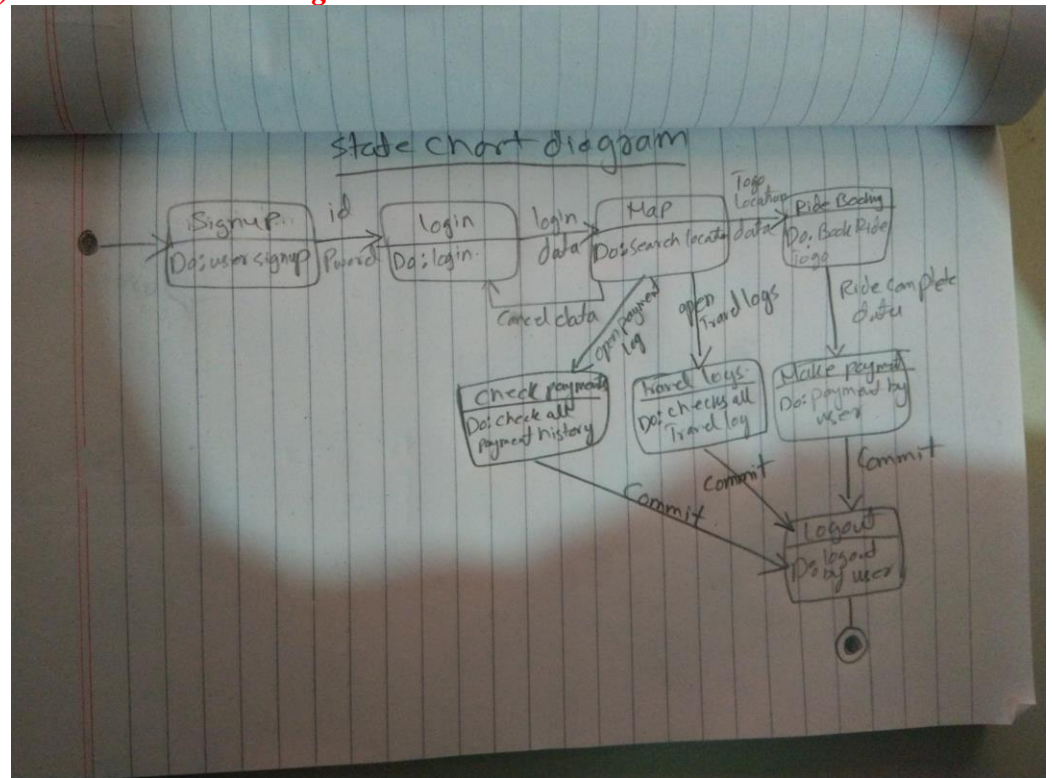 State chart diagram
Signup
Do: user signup
id
login
Do: login
login
data
Map
Do: search locatn
Togo
Location
data
Ride Booking
Do: Book Ride
Togo
Cancel data
open payment
log
open
Travel logs
Ride complete
data
Check payments
Do: check all
payment history
Travel logs
Do: checks all
Travel log
Make payment
Do: payment by
user
Commit
Commit
Commit
Logout
Do: logout
by user